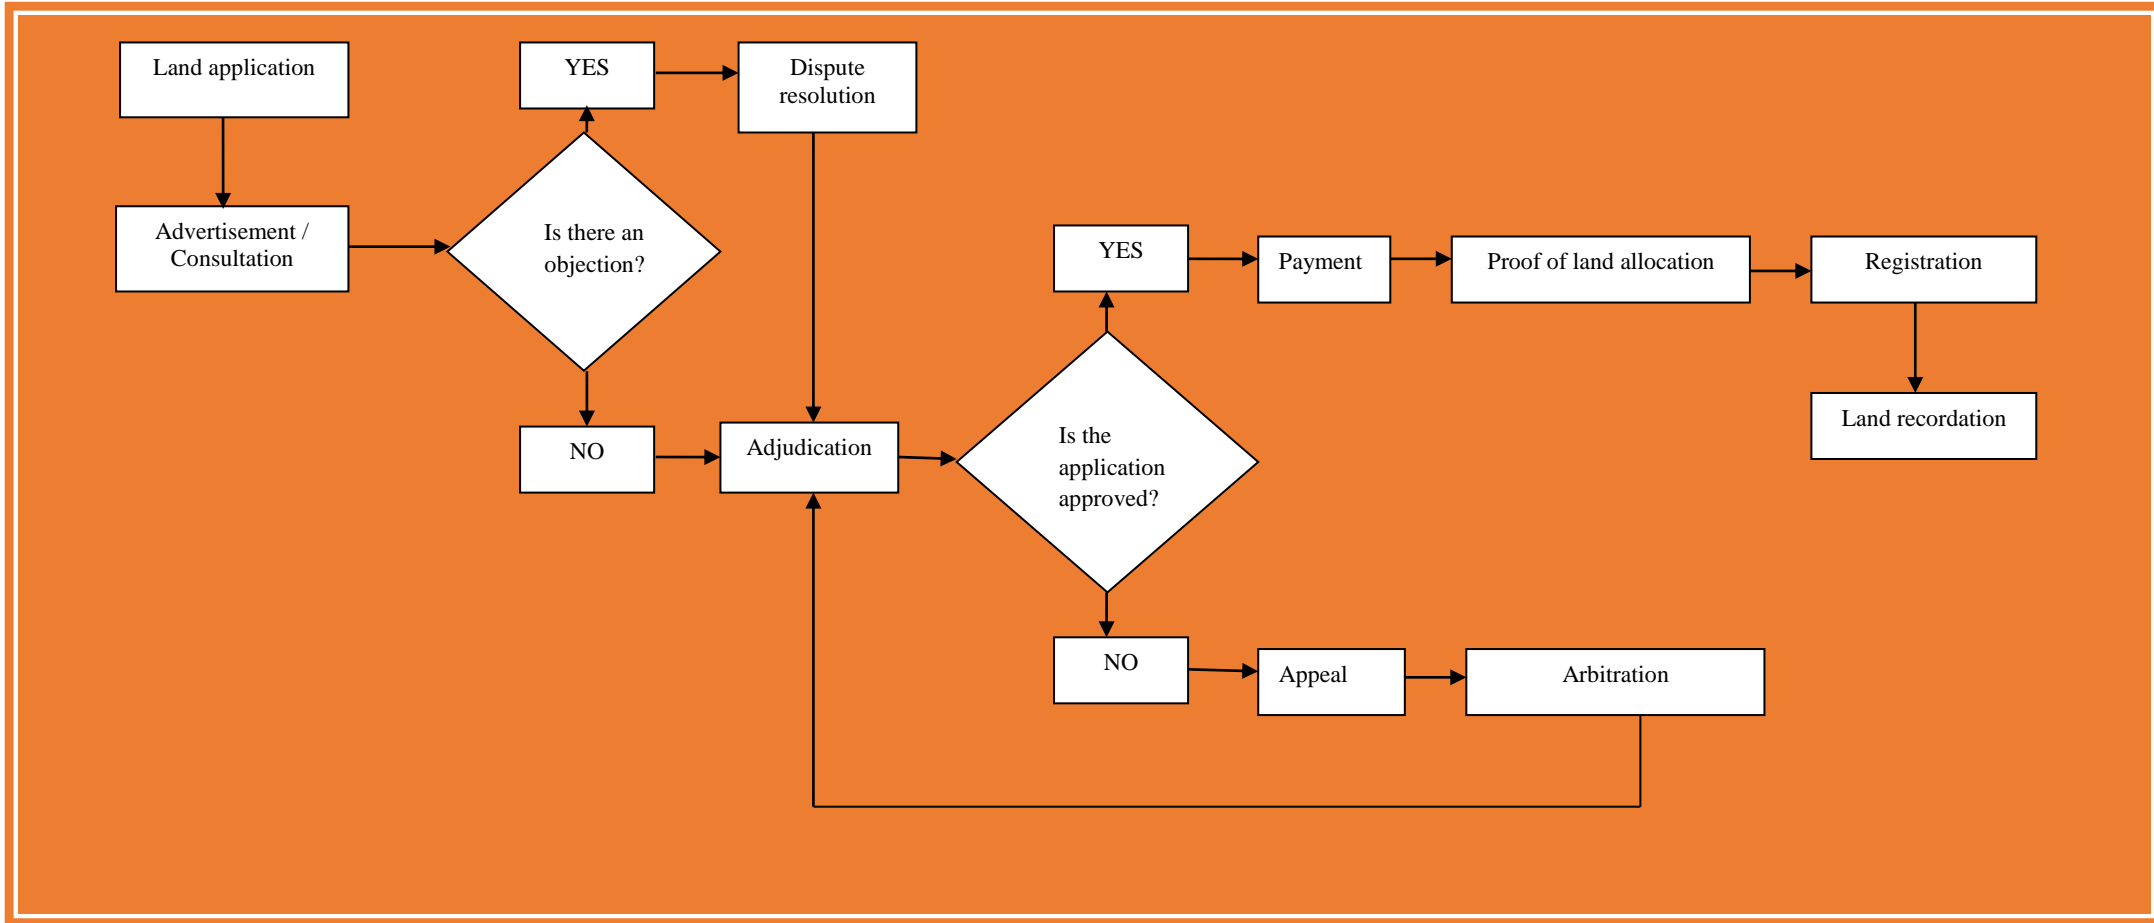 Land application
Advertisement /
Consultation
Is there an
objection?
YES
Dispute
resolution
NO
Adjudication
Is the
application
approved?
YES
Payment
Proof of land allocation
Registration
Land recordation
NO
Appeal
Arbitration